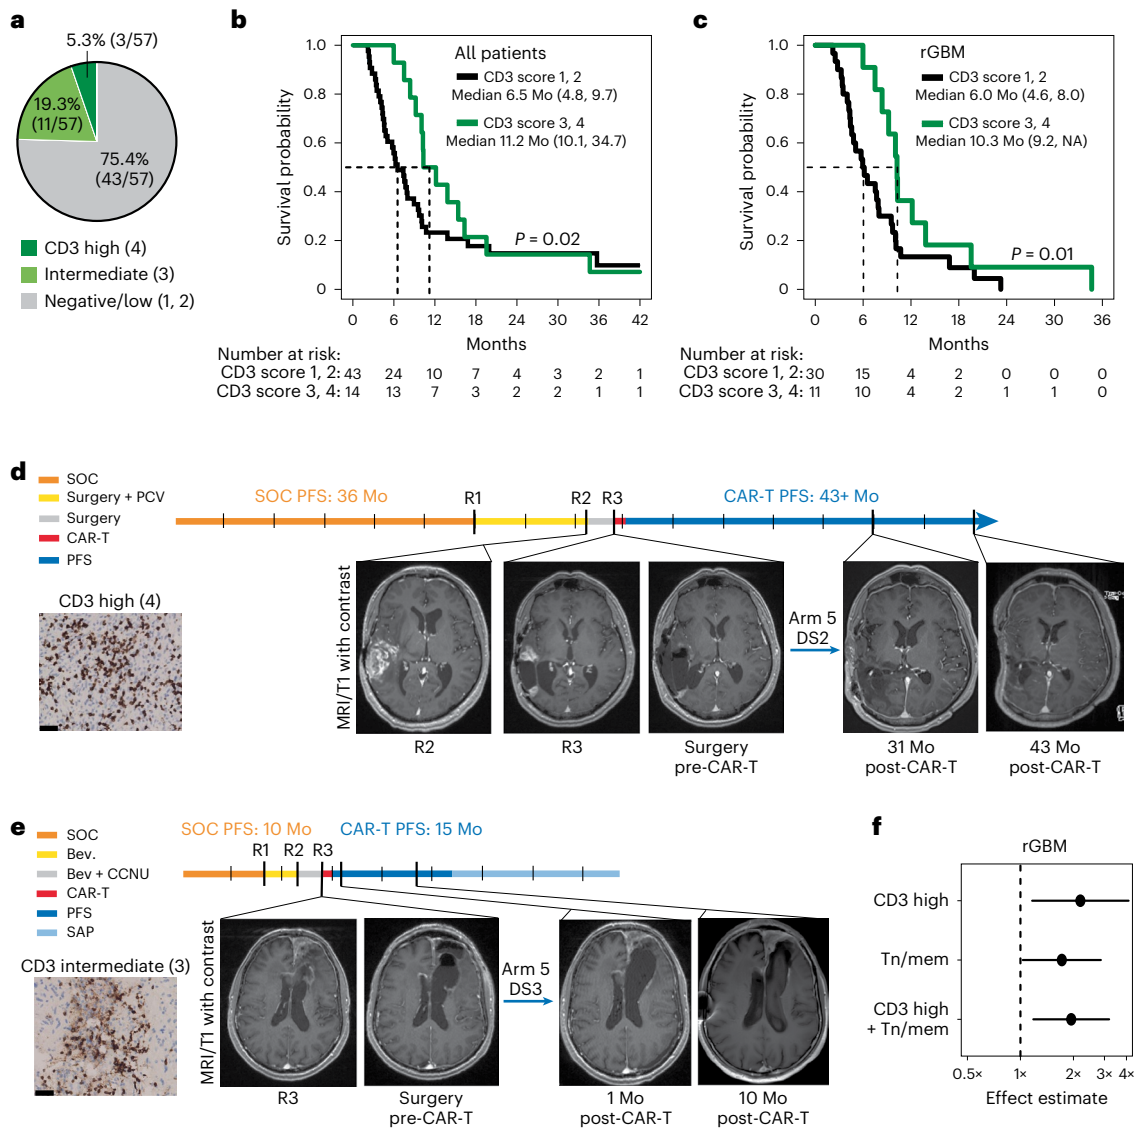 a
5.3% (3/57)
19.3%
(11/57)
75.4%
(43/57)
CD3 high (4)
Intermediate (3)
Negative/low (1, 2)
b
Survival probability
1.0
0.8
0.6
0.4
0.2
0
All patients
CD3 score 1, 2
Median 6.5 Mo (4.8, 9.7)
CD3 score 3, 4
Median 11.2 Mo (10.1, 34.7)
P = 0.02
0 6 12 18 24 30 36 42
Months
Number at risk:
CD3 score 1, 2: 43 24 10 7 4 3 2 1
CD3 score 3, 4: 14 13 7 3 2 2 1 1
c
Survival probability
1.0
0.8
0.6
0.4
0.2
0
rGBM
CD3 score 1, 2
Median 6.0 Mo (4.6, 8.0)
CD3 score 3, 4
Median 10.3 Mo (9.2, NA)
P = 0.01
0 6 12 18 24 30 36
Months
Number at risk:
CD3 score 1, 2: 30 15 4 2 0 0 0
CD3 score 3, 4: 11 10 4 2 1 1 0
d
SOC
Surgery + PCV
Surgery
CAR-T
PFS
SOC PFS: 36 Mo
R1
R2
R3
CAR-T PFS: 43+ Mo
CD3 high (4)
MRI/T1 with contrast
Arm 5
DS2
R2
R3
Surgery
pre-CAR-T
31 Mo
post-CAR-T
43 Mo
post-CAR-T
e
SOC
Bev.
Bev + CCNU
CAR-T
PFS
SAP
SOC PFS: 10 Mo
CAR-T PFS: 15 Mo
R1
R2
R3
CD3 intermediate (3)
MRI/T1 with contrast
Arm 5
DS3
R3
Surgery
pre-CAR-T
1 Mo
post-CAR-T
10 Mo
post-CAR-T
f
rGBM
CD3 high
Tn/mem
CD3 high
+ Tn/mem
0.5× 1× 2× 3× 4×
Effect estimate